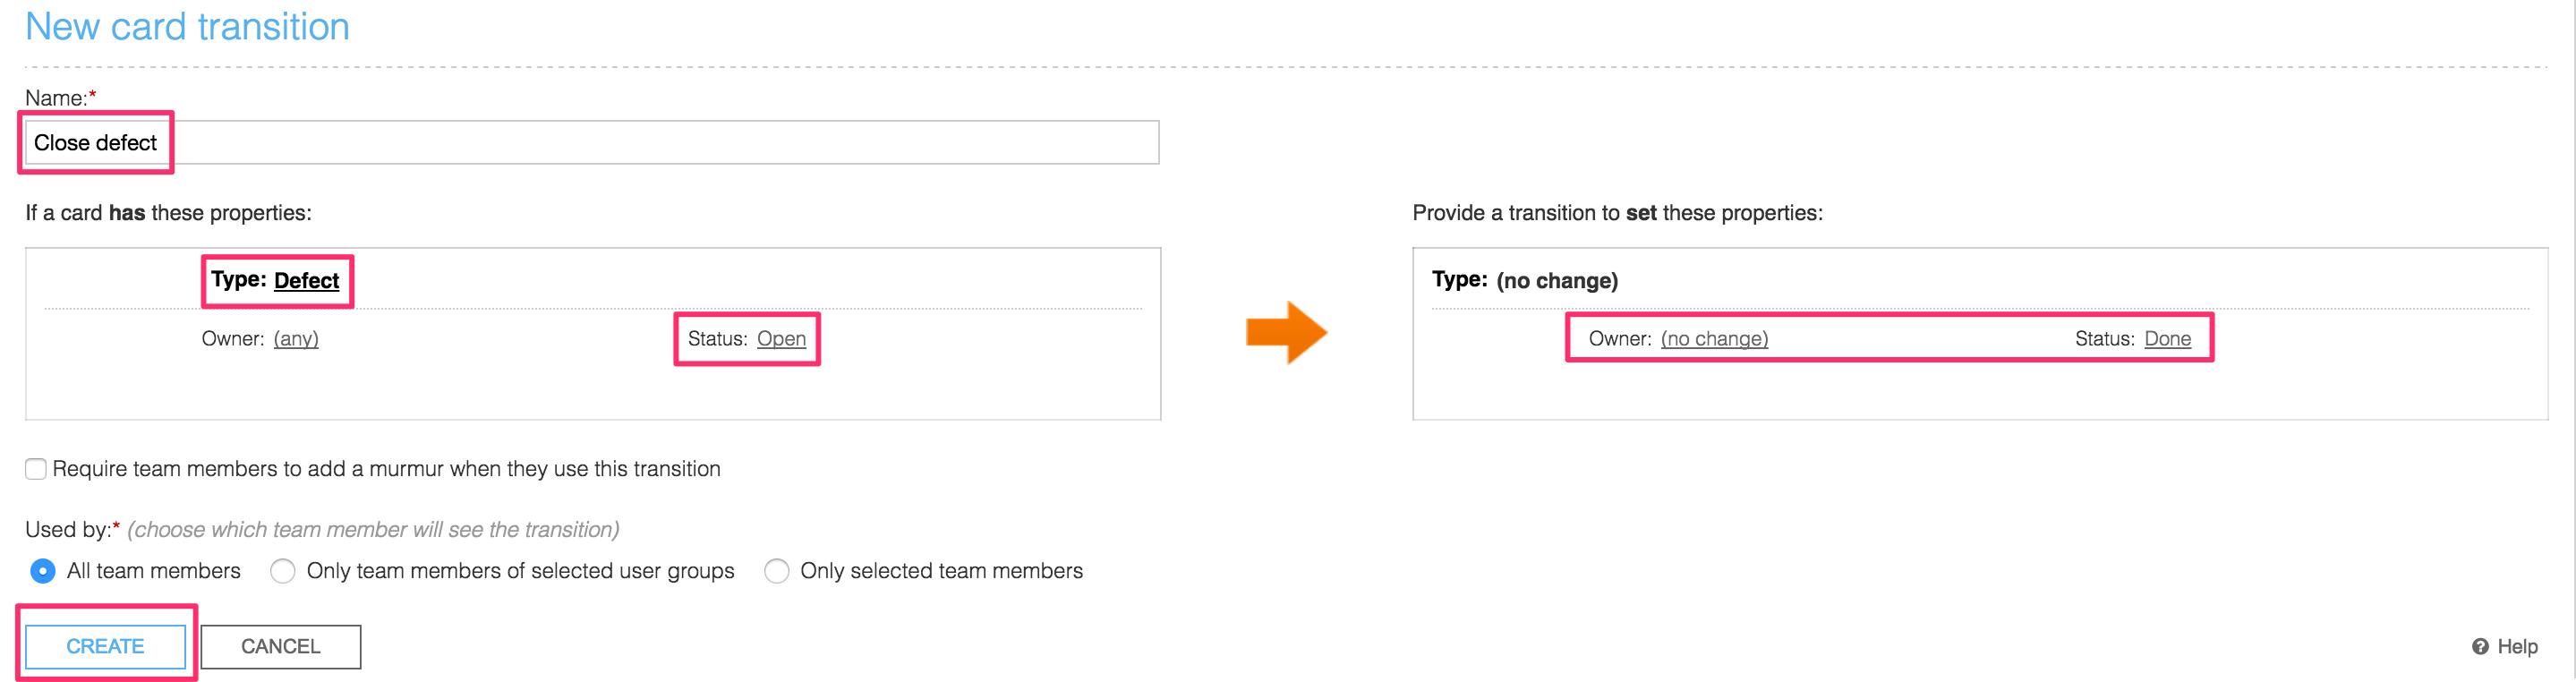 New card transition
Name:*
Close defect
If a card has these properties:
Provide a transition to set these properties:
Type: Defect
Type: (no change)
Owner: (any) Status: Open
Owner: (no change) Status: Done
Require team members to add a murmur when they use this transition
Used by:* (choose which team member will see the transition)
All team members Only team members of selected user groups Only selected team members
CREATE CANCEL
Help